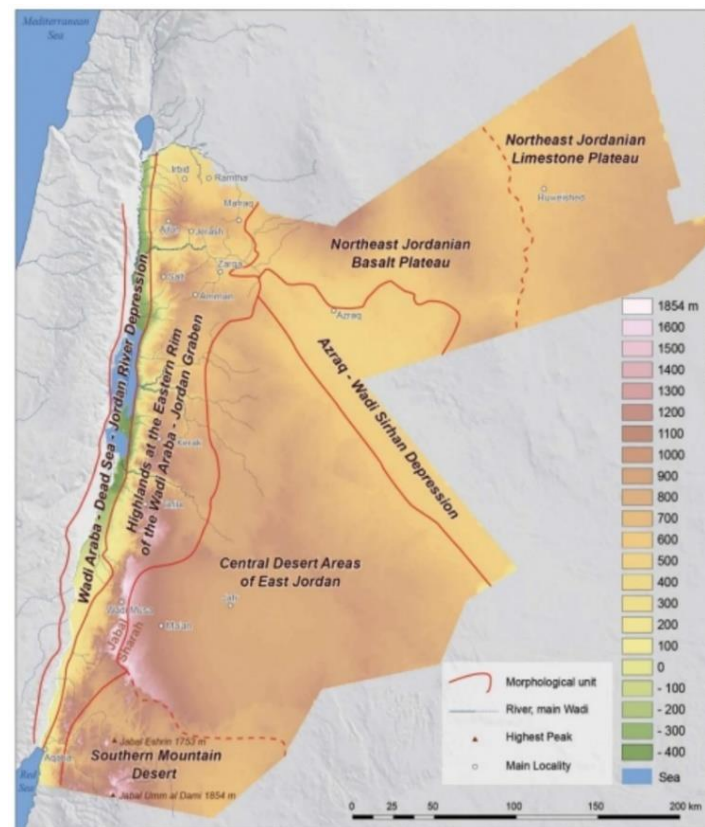 Mediterranean
Sea
Northeast Jordanian
Limestone Plateau
Irbid
Ramtha
Mafraq
Ruweished
Ajlun
Jerash
Northeast Jordanian
Basalt Plateau
Zarqa
Salt
Amman
Azraq
Wadi Araba - Dead Sea - Jordan River Depression
Highlands at the Eastern Rim
of the Wadi Araba - Jordan Graben
Azraq - Wadi Sirhan Depression
Karak
Central Desert Areas
of East Jordan
Jafr
Wadi Musa
Ma'an
Jabal
Sharah
Jabal Eshrin 1753 m
Southern Mountain
Desert
Aqaba
Red
Sea
Jabal Umm al Dami 1854 m
1854 m
1600
1500
1400
1300
1200
1100
1000
900
800
700
600
500
400
300
200
100
0
- 100
- 200
- 300
- 400
Sea
Morphological unit
River, main Wadi
Highest Peak
Main Locality
0 50 100 150 200 km